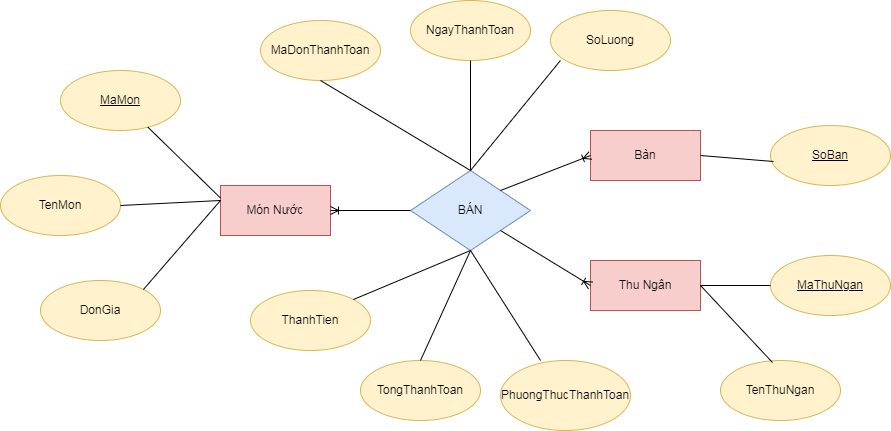 NgayThanhToan
SoLuong
MaDonThanhToan
MaMon
Bàn
SoBan
TenMon
Món Nước
BÁN
Thu Ngân
MaThuNgan
DonGia
ThanhTien
TongThanhToan
PhuongThucThanhToan
TenThuNgan